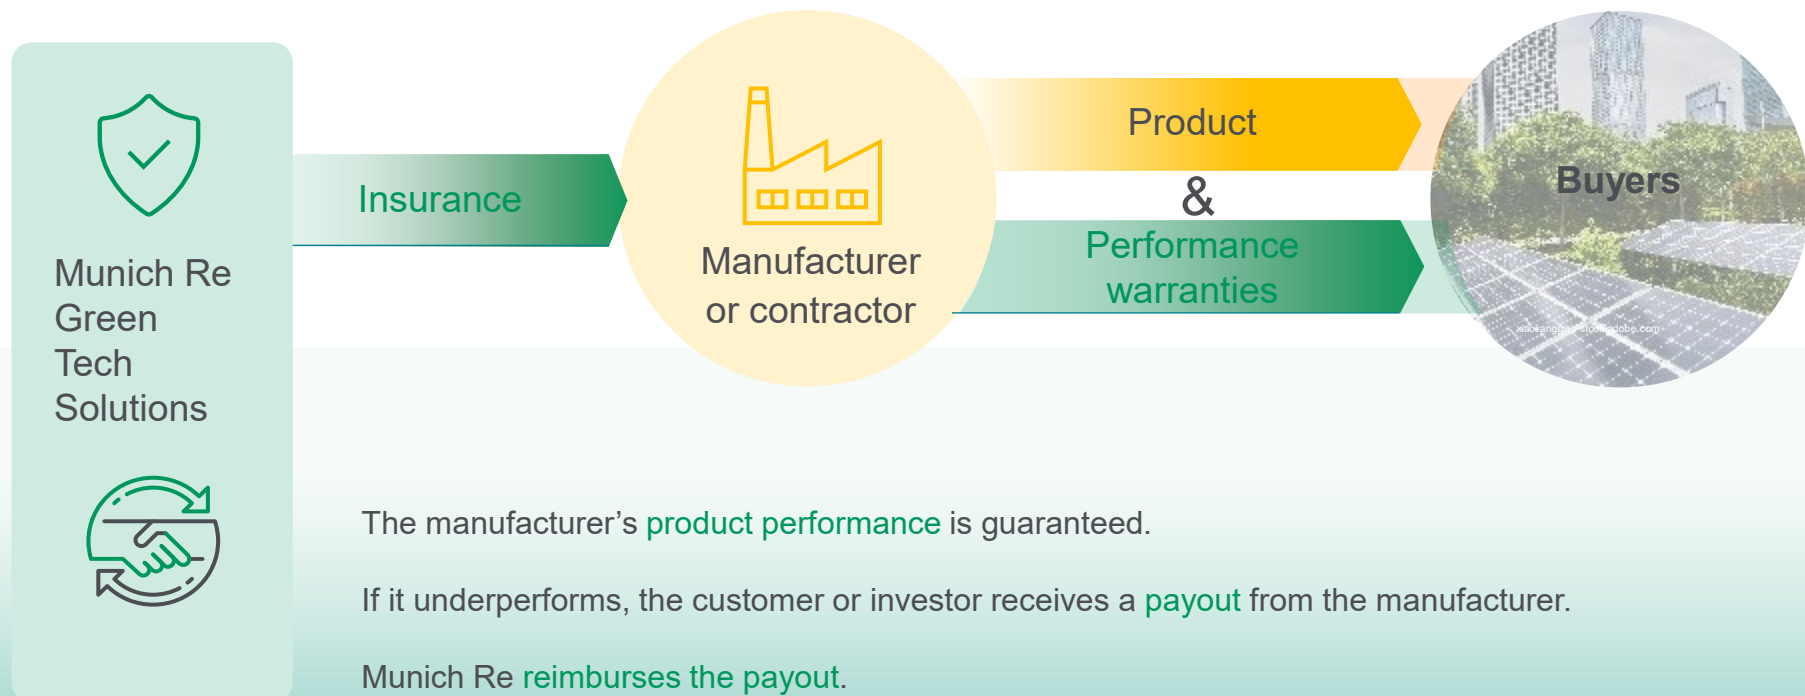 Munich Re
Green
Tech
Solutions
Insurance
Manufacturer
or contractor
Product
&
Performance
warranties
Buyers
The manufacturer’s product performance is guaranteed.
If it underperforms, the customer or investor receives a payout from the manufacturer.
Munich Re reimburses the payout.